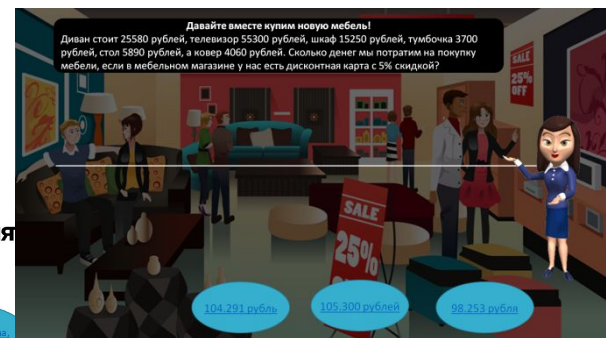 Давайте вместе купим новую мебель!
Диван стоит 25580 рублей, телевизор 55300 рублей, шкаф 15250 рублей, тумбочка 3700
рублей, стол 5890 рублей, а ковер 4060 рублей. Сколько денег мы потратим на покупку
мебели, если в мебельном магазине у нас есть дисконтная карта с 5% скидкой?
SALE
25%
OFF
я
SALE
25%
104.291 рубль
105.300 рублей
98.253 рубля